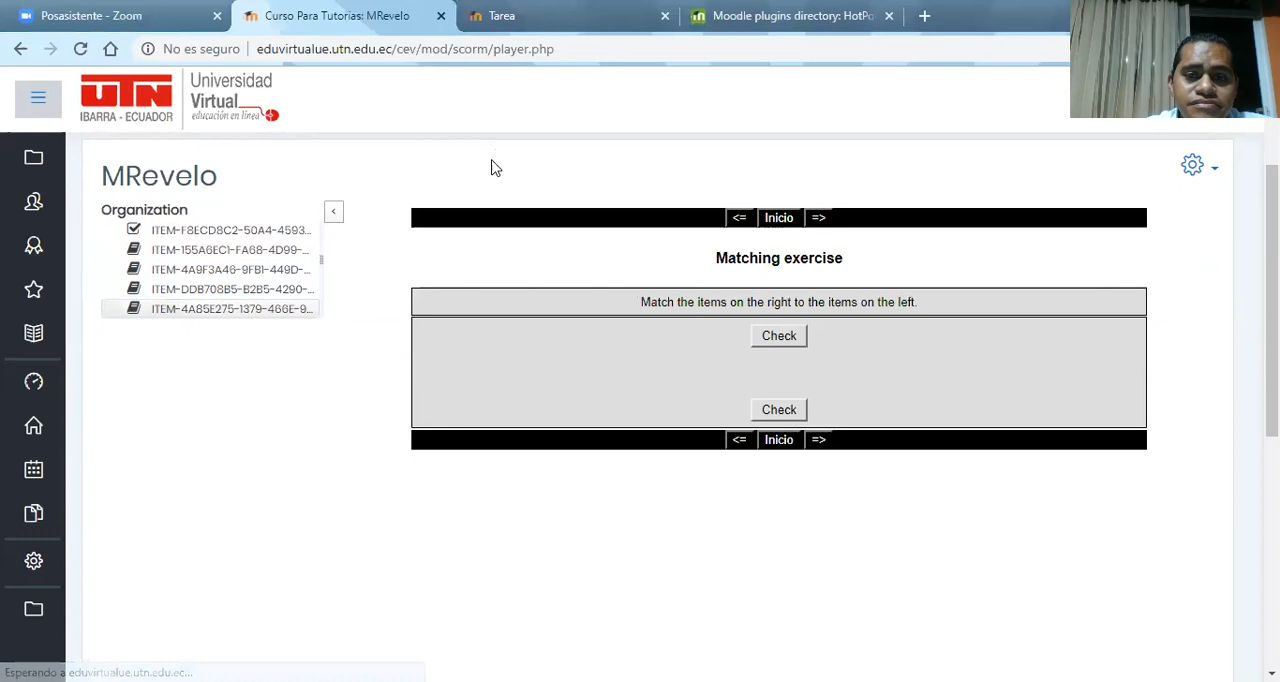 Posasistente - Zoom
Curso Para Tutorias: MRevelo
Tarea
Moodle plugins directory: HotPo
No es seguro
eduvirtualue.utn.edu.ec/cev/mod/scorm/player.php
UTN
IBARRA - ECUADOR
Universidad
Virtual
educación en línea
MRevelo
Organization
ITEM-F8ECD8C2-50A4-4593...
ITEM-155A6EC1-FA68-4D99-...
ITEM-4A9F3A46-9FB1-449D-...
ITEM-DDB708B5-B2B5-4290-...
ITEM-4A85E275-1379-466E-9...
<= Inicio =>
Matching exercise
Match the items on the right to the items on the left.
Check
Check
<= Inicio =>
Esperando a eduvirtualue.utn.edu.ec...